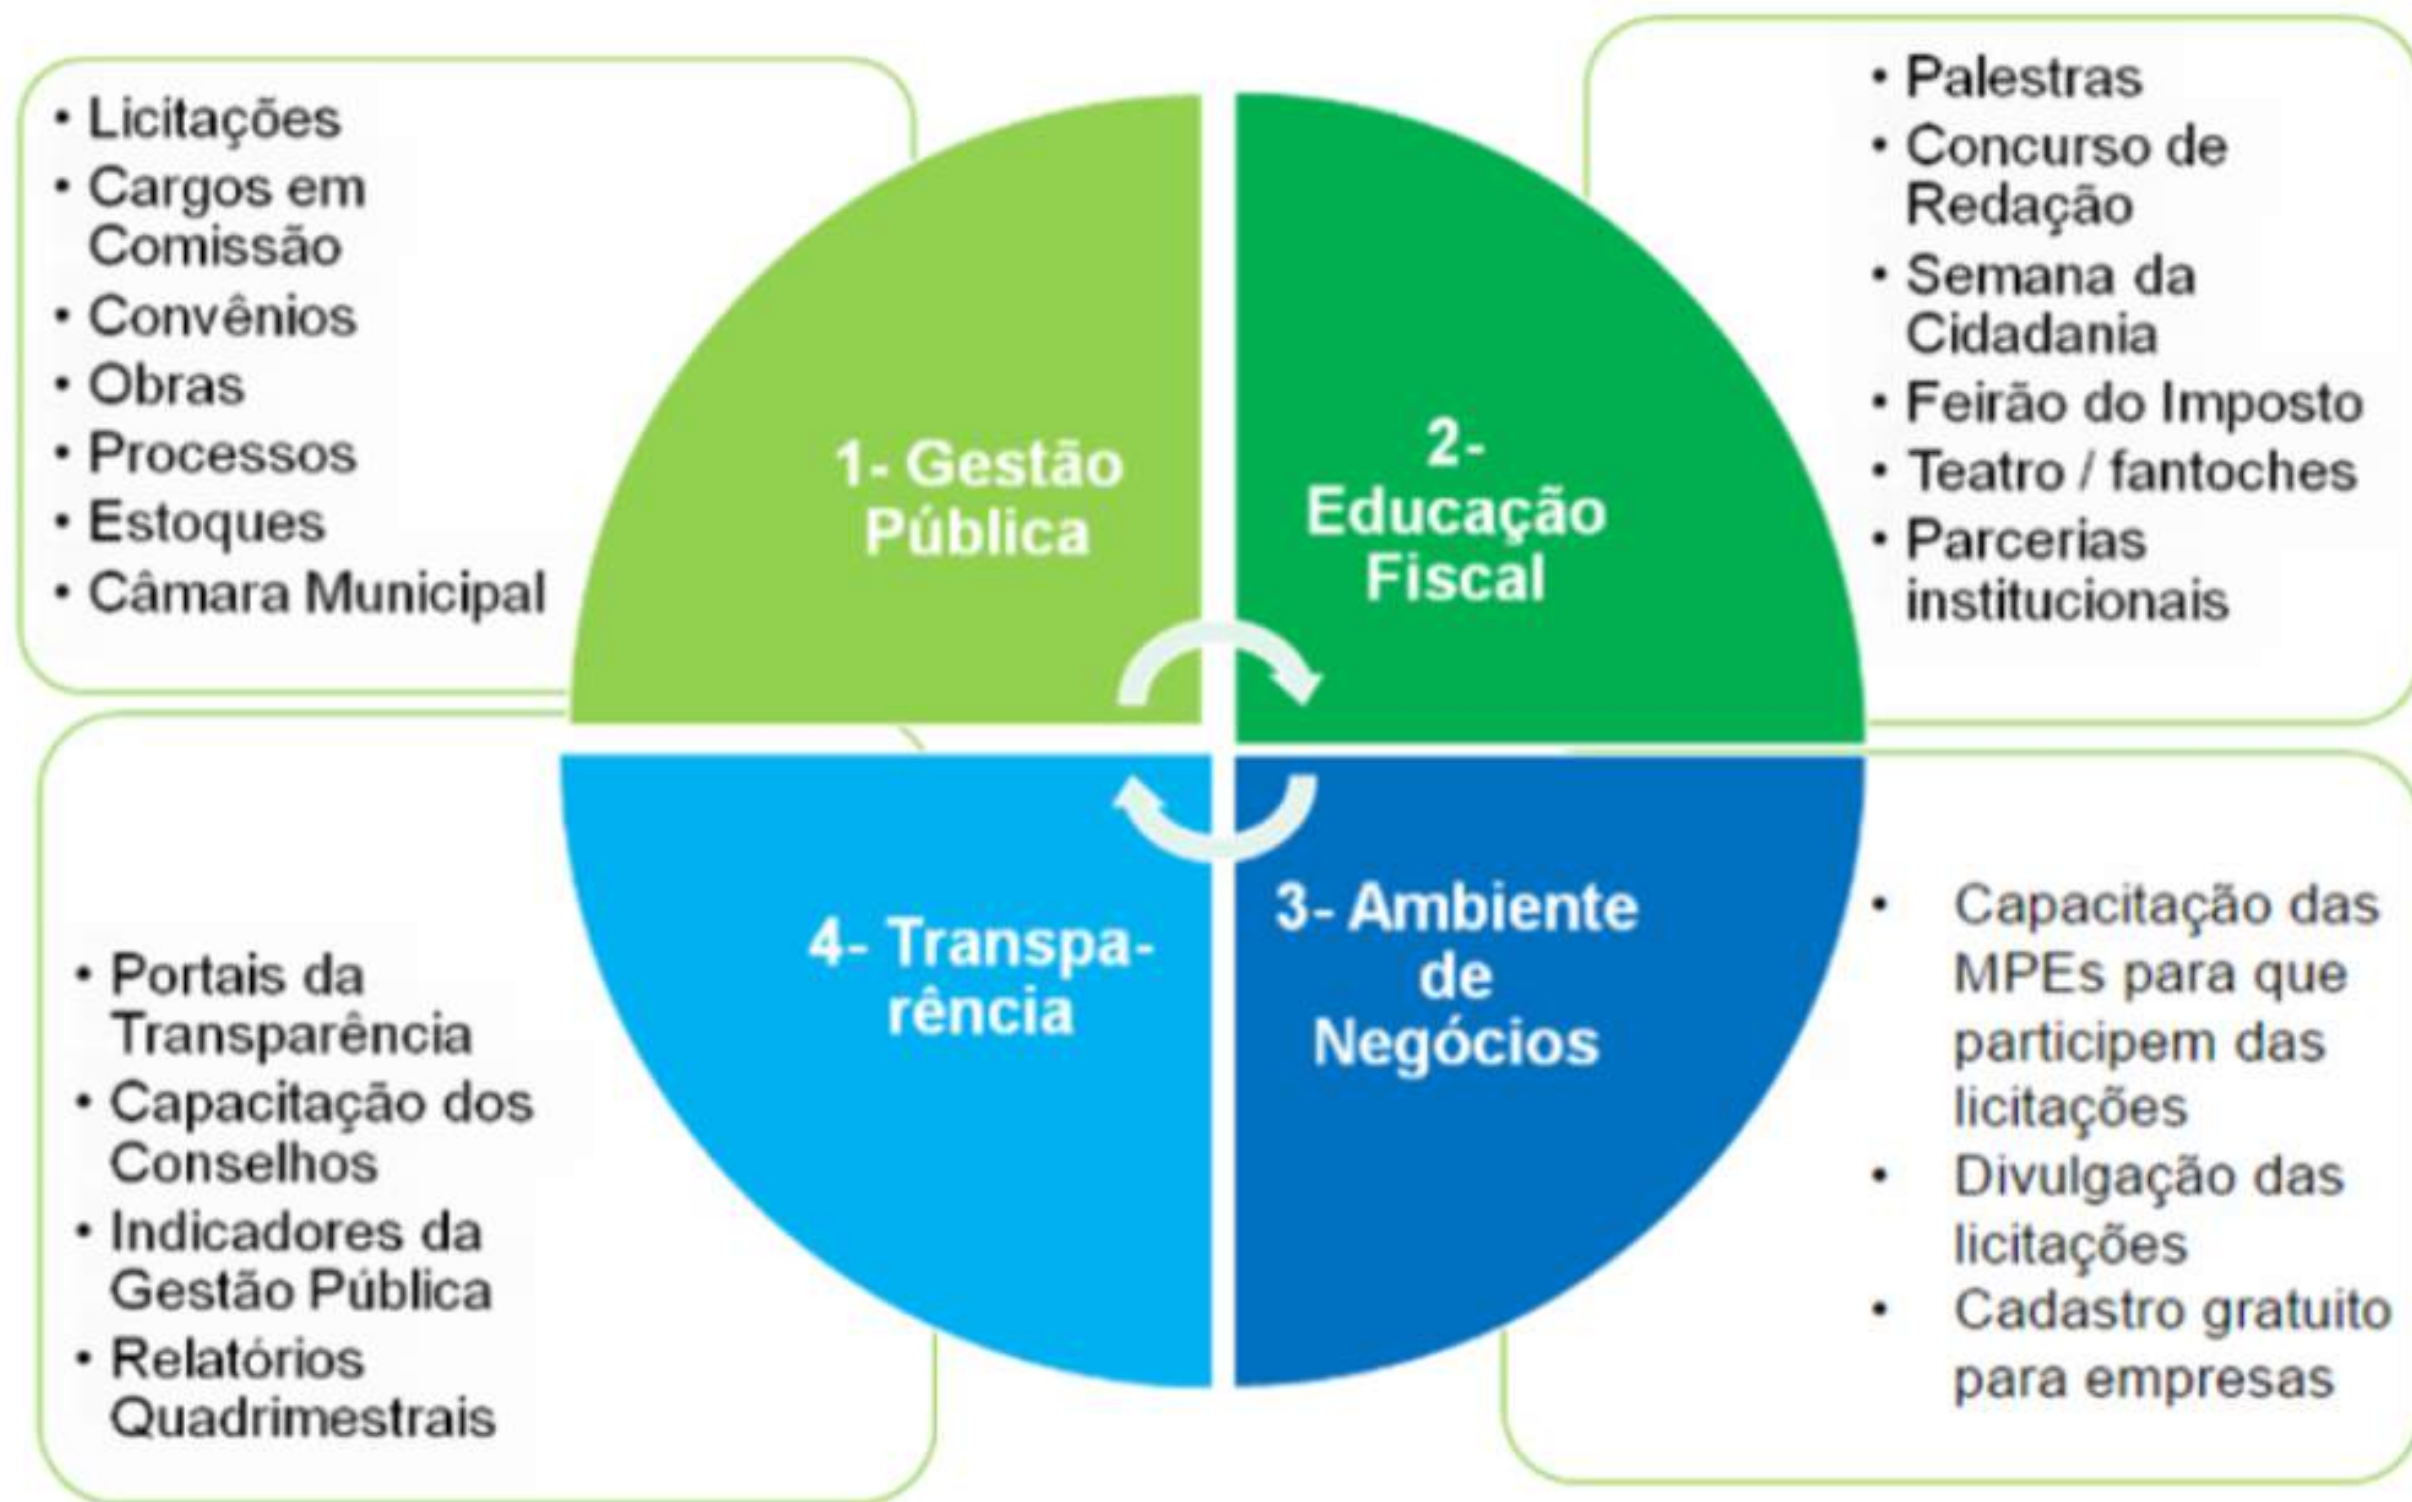 • Licitações
• Cargos em
Comissão
• Convênios
• Obras
• Processos
• Estoques
• Câmara Municipal
1- Gestão
Pública
2-
Educação
Fiscal
• Palestras
• Concurso de
Redação
• Semana da
Cidadania
• Feirão do Imposto
• Teatro / fantoches
• Parcerias
institucionais
• Portais da
Transparência
• Capacitação dos
Conselhos
• Indicadores da
Gestão Pública
• Relatórios
Quadrimestrais
4- Transpa-
rência
3- Ambiente
de
Negócios
• Capacitação das
MPEs para que
participem das
licitações
• Divulgação das
licitações
• Cadastro gratuito
para empresas